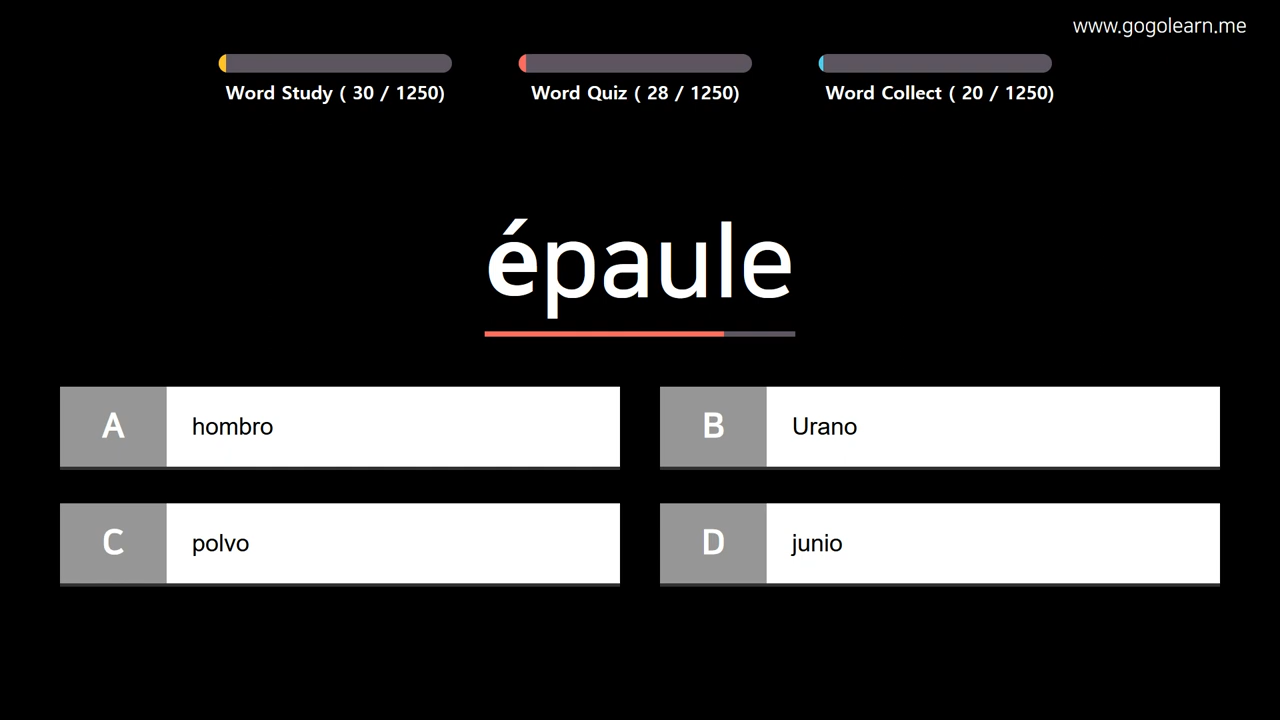 www.gogolearn.me
Word Study ( 30 / 1250)
Word Quiz ( 28 / 1250)
Word Collect ( 20 / 1250)
épaule
A hombro
B Urano
C polvo
D junio